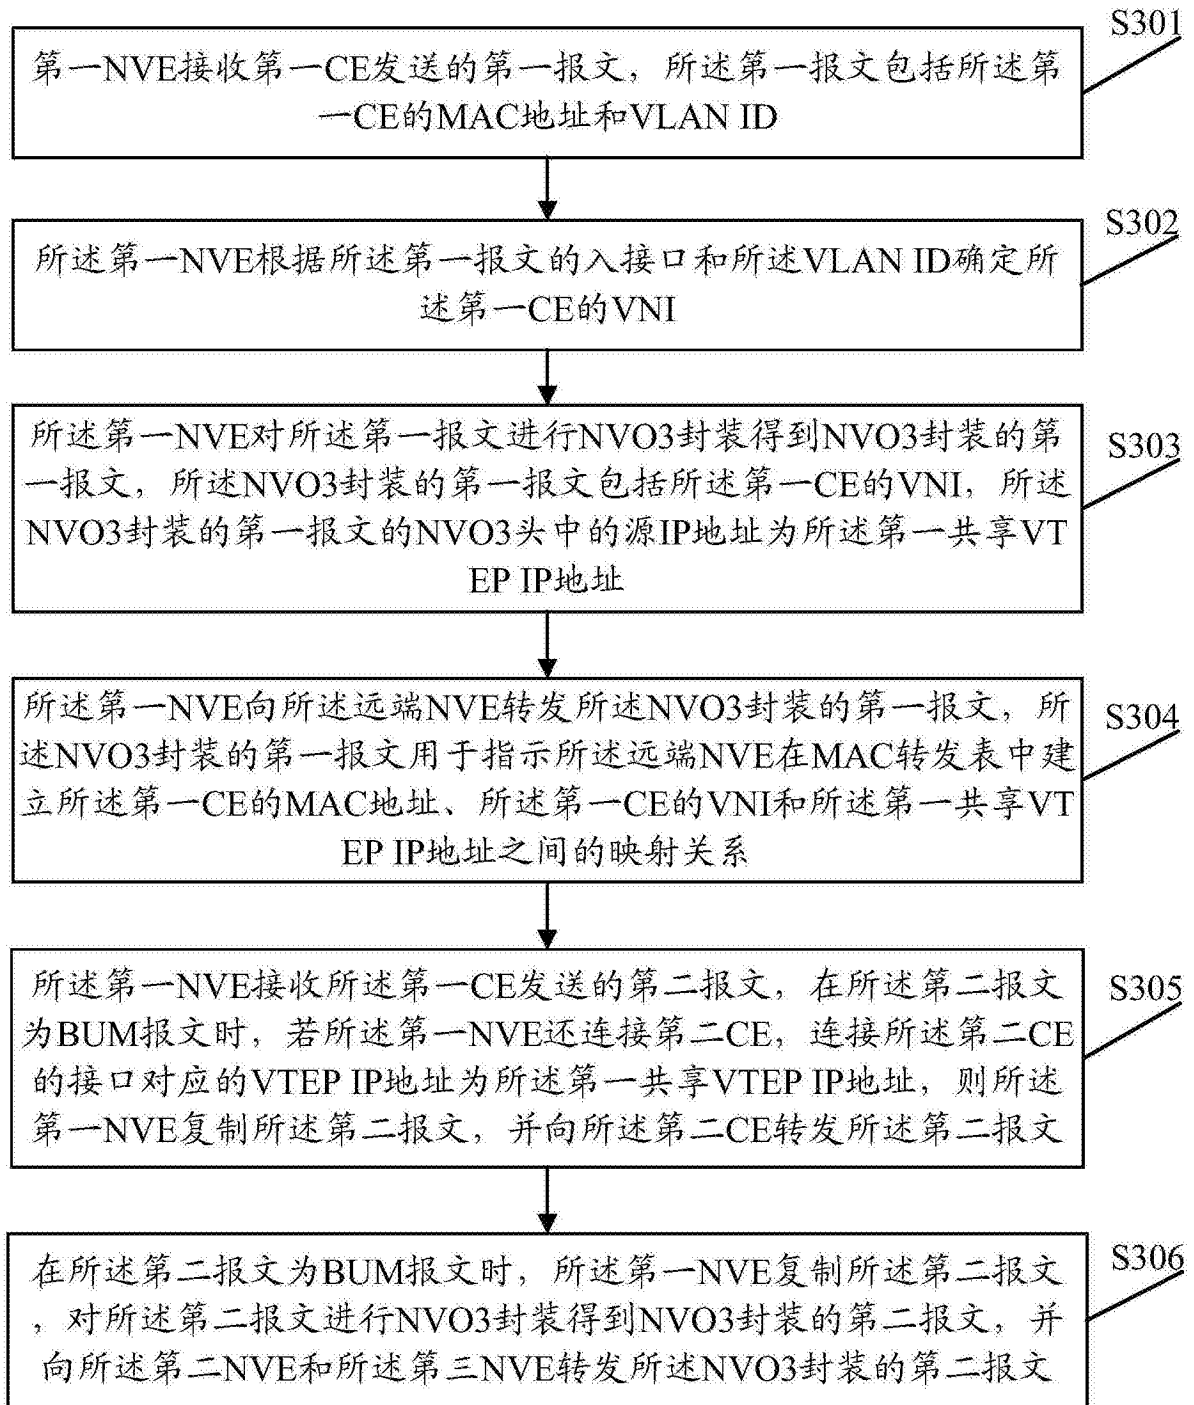 S301
第一NVE接收第一CE发送的第一报文，所述第一报文包括所述第
一CE的MAC地址和VLAN ID
S302
所述第一NVE根据所述第一报文的入接口和所述VLAN ID确定所
述第一CE的VNI
S303
所述第一NVE对所述第一报文进行NVO3封装得到NVO3封装的第
一报文，所述NVO3封装的第一报文包括所述第一CE的VNI，所述
NVO3封装的第一报文的NVO3头中的源IP地址为所述第一共享VT
EP IP地址
S304
所述第一NVE向所述远端NVE转发所述NVO3封装的第一报文，所
述NVO3封装的第一报文用于指示所述远端NVE在MAC转发表中建
立所述第一CE的MAC地址、所述第一CE的VNI和所述第一共享VT
EP IP地址之间的映射关系
S305
所述第一NVE接收所述第一CE发送的第二报文，在所述第二报文
为BUM报文时，若所述第一NVE还连接第二CE，连接所述第二CE
的接口对应的VTEP IP地址为所述第一共享VTEP IP地址，则所述
第一NVE复制所述第二报文，并向所述第二CE转发所述第二报文
S306
在所述第二报文为BUM报文时，所述第一NVE复制所述第二报文
，对所述第二报文进行NVO3封装得到NVO3封装的第二报文，并
向所述第二NVE和所述第三NVE转发所述NVO3封装的第二报文